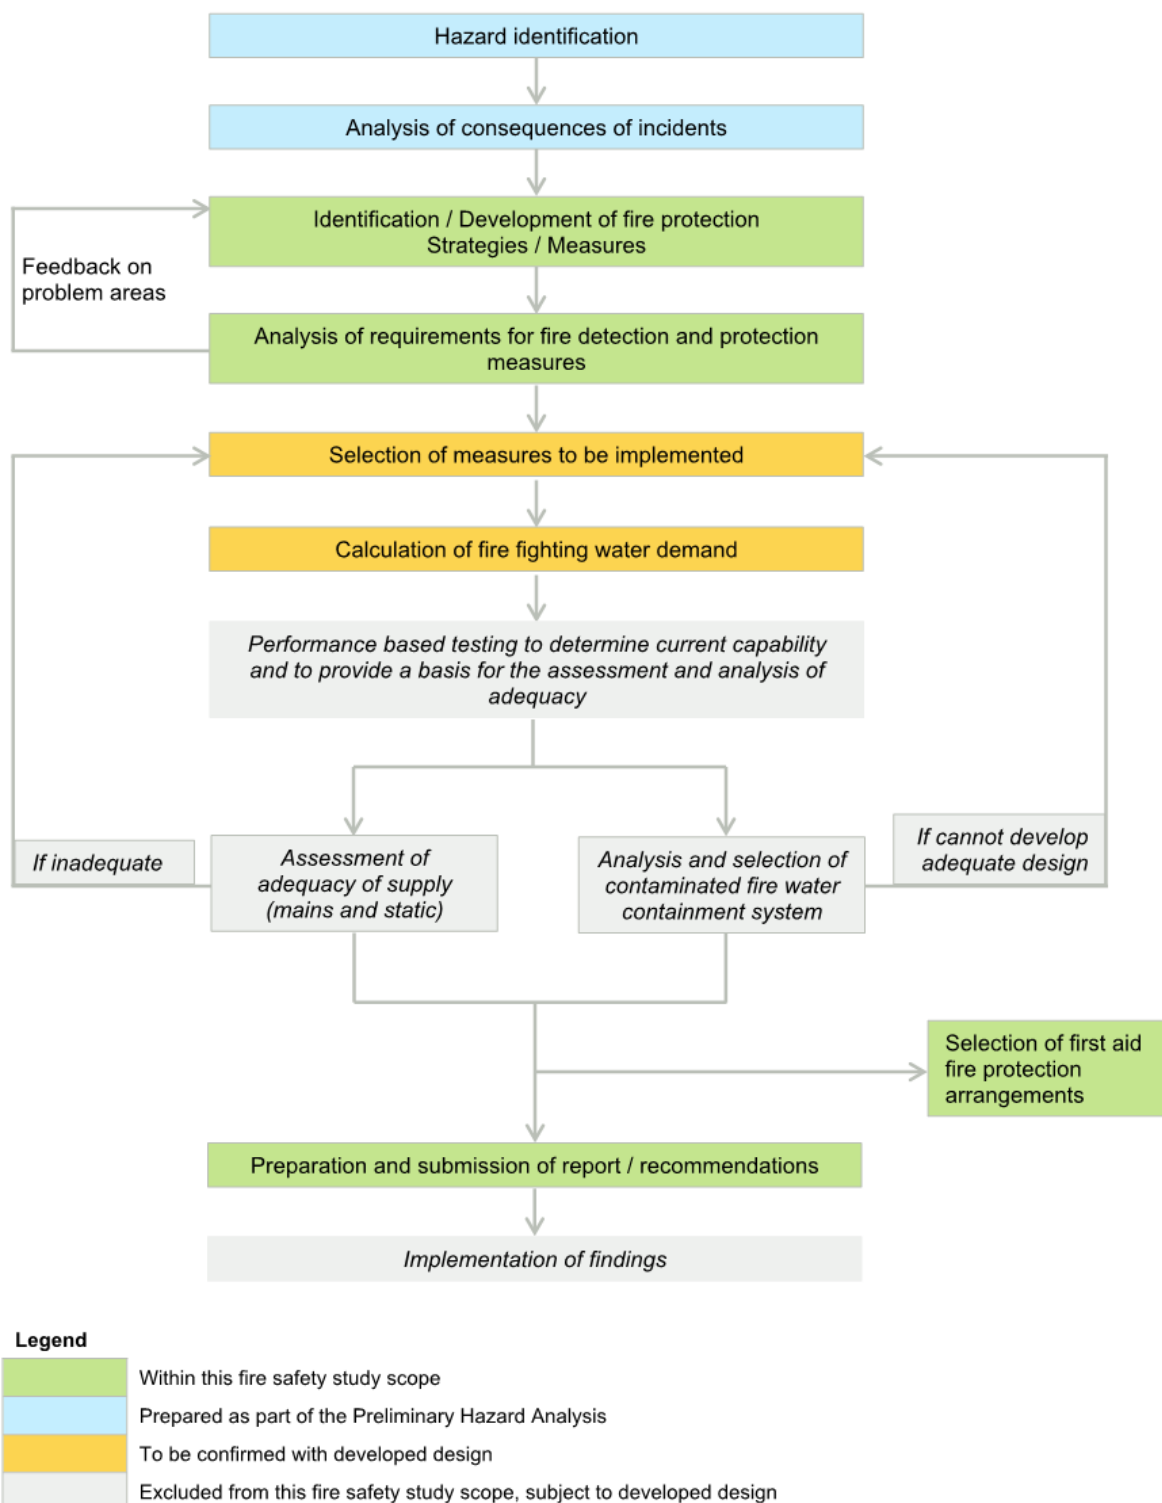 Hazard identification
Analysis of consequences of incidents
Identification / Development of fire protection
Strategies / Measures
Feedback on
problem areas
Analysis of requirements for fire detection and protection
measures
Selection of measures to be implemented
Calculation of fire fighting water demand
Performance based testing to determine current capability
and to provide a basis for the assessment and analysis of
adequacy
If inadequate
Assessment of
adequacy of supply
(mains and static)
Analysis and selection of
contaminated fire water
containment system
If cannot develop
adequate design
Selection of first aid
fire protection
arrangements
Preparation and submission of report / recommendations
Implementation of findings
Legend
Within this fire safety study scope
Prepared as part of the Preliminary Hazard Analysis
To be confirmed with developed design
Excluded from this fire safety study scope, subject to developed design